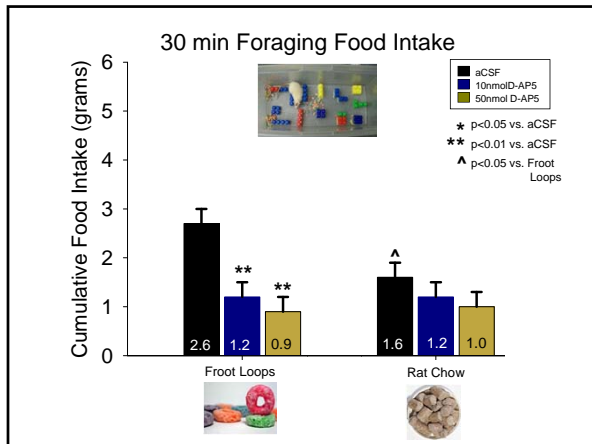 30 min Foraging Food Intake
Cumulative Food Intake (grams)
6
5
4
3
2
1
0
aCSF
10nmolD-AP5
50nmol D-AP5
* p<0.05 vs. aCSF
** p<0.01 vs. aCSF
^ p<0.05 vs. Froot
Loops
** **
^
2.6 1.2 0.9 1.6 1.2 1.0
Froot Loops Rat Chow